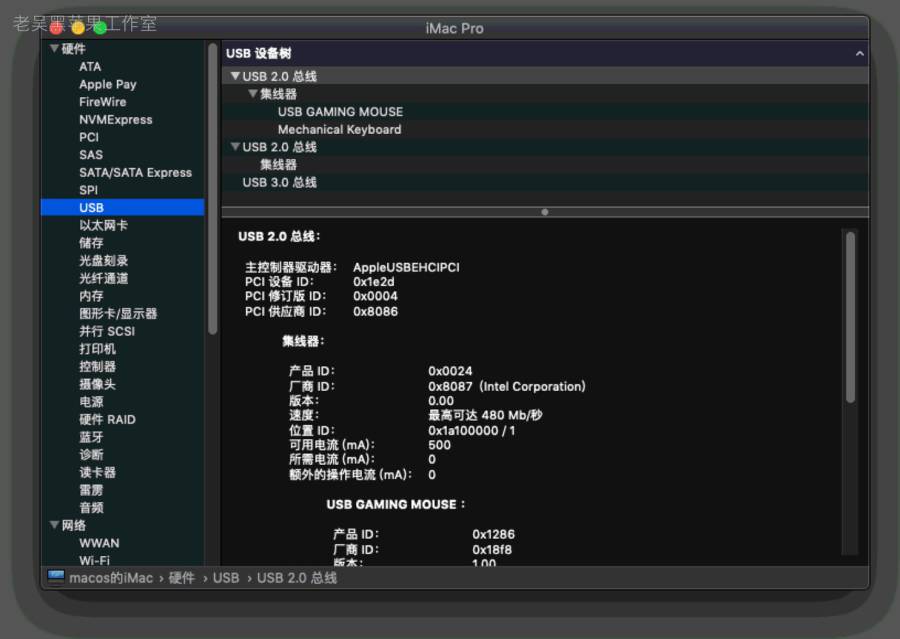 老吴黑苹果工作室
iMac Pro
硬件
ATA
Apple Pay
FireWire
NVMExpress
PCI
SAS
SATA/SATA Express
SPI
USB
以太网卡
储存
光盘刻录
光纤通道
内存
图形卡/显示器
并行 SCSI
打印机
控制器
摄像头
电源
硬件 RAID
蓝牙
诊断
读卡器
雷雳
音频
网络
WWAN
Wi-Fi
USB 设备树
USB 2.0 总线
集线器
USB GAMING MOUSE
Mechanical Keyboard
USB 2.0 总线
集线器
USB 3.0 总线
USB 2.0 总线：
主控制器驱动器： AppleUSBEHCIPCI
PCI 设备 ID： 0x1e2d
PCI 修订版 ID： 0x0004
PCI 供应商 ID： 0x8086
集线器：
产品 ID： 0x0024
厂商 ID： 0x8087（Intel Corporation）
版本： 0.00
速度： 最高可达 480 Mb/秒
位置 ID： 0x1a100000 / 1
可用电流 (mA)： 500
所需电流 (mA)： 0
额外的操作电流 (mA)： 0
USB GAMING MOUSE：
产品 ID： 0x1286
厂商 ID： 0x18f8
版本： 1.00
macos的iMac › 硬件 › USB › USB 2.0 总线